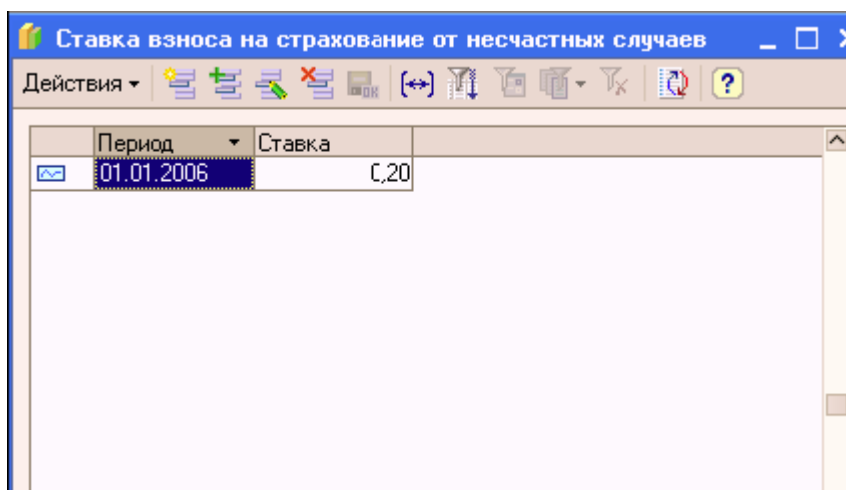 Ставка взноса на страхование от несчастных случаев
Действия
Период Ставка
01.01.2006 0,20